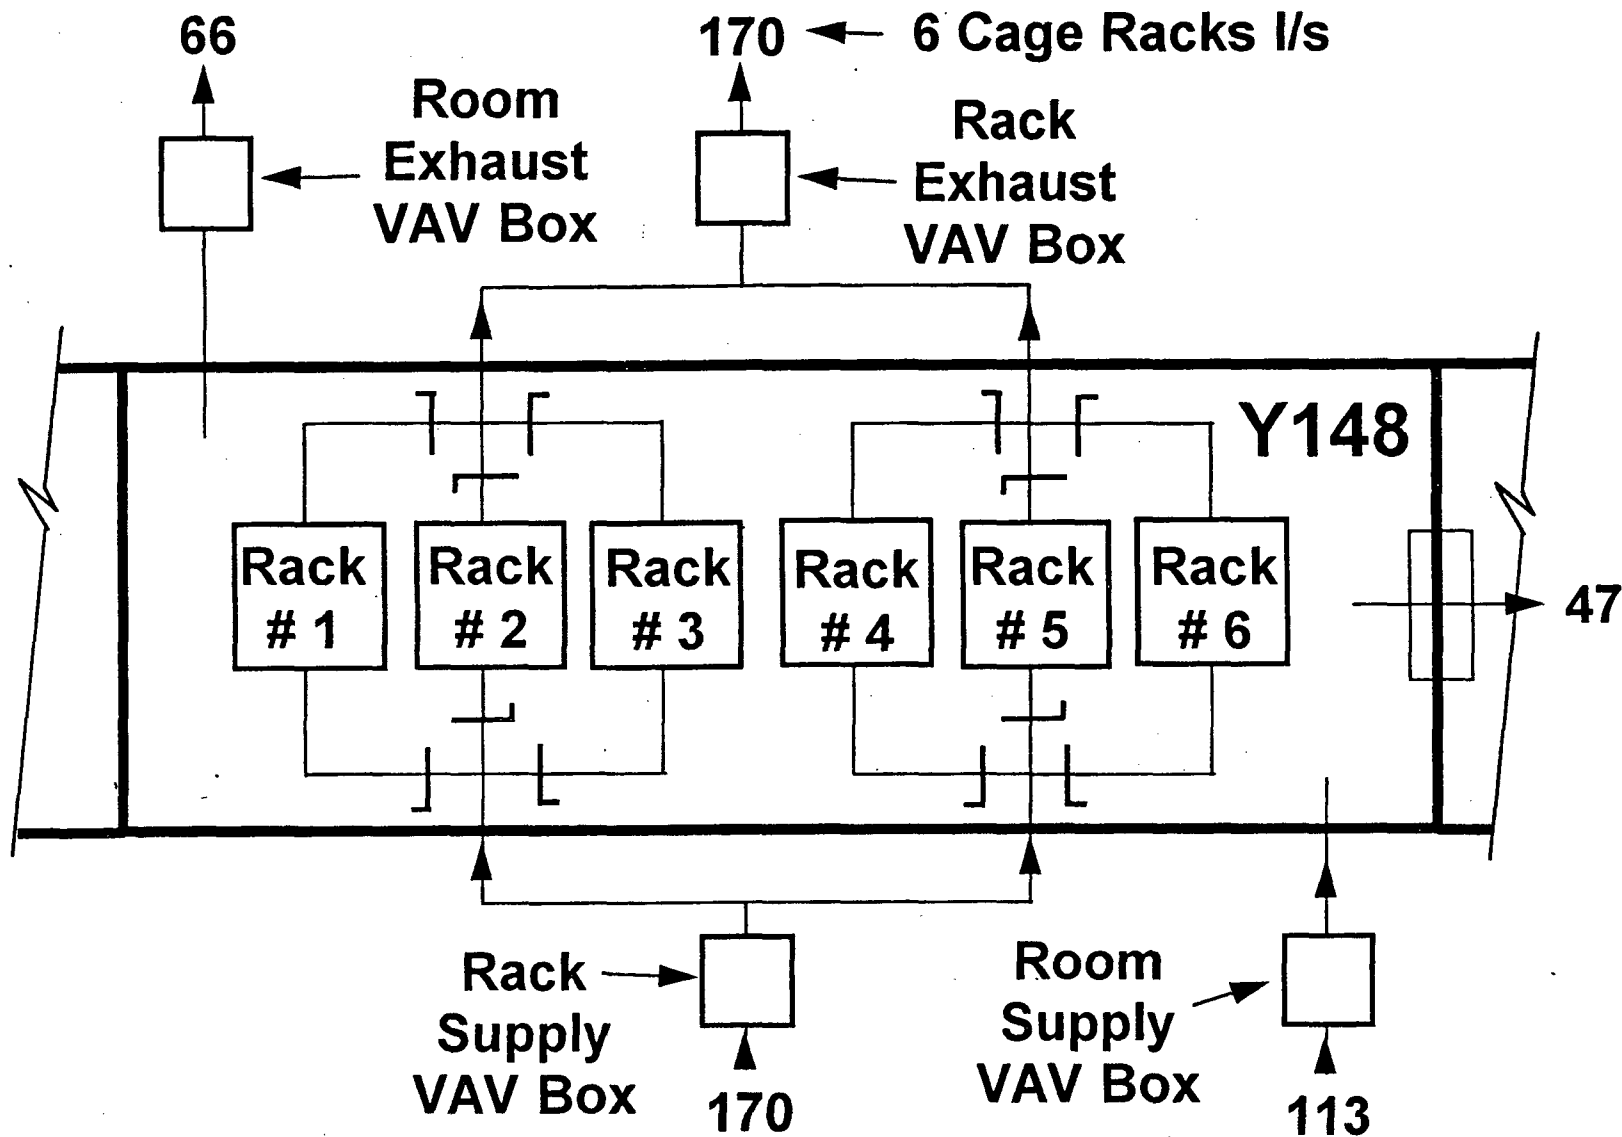 66
170
6 Cage Racks l/s
Room
Exhaust
VAV Box
Rack
Exhaust
VAV Box
Y148
Rack
# 1
Rack
# 2
Rack
# 3
Rack
# 4
Rack
# 5
Rack
# 6
47
Rack
Supply
VAV Box
170
Room
Supply
VAV Box
113